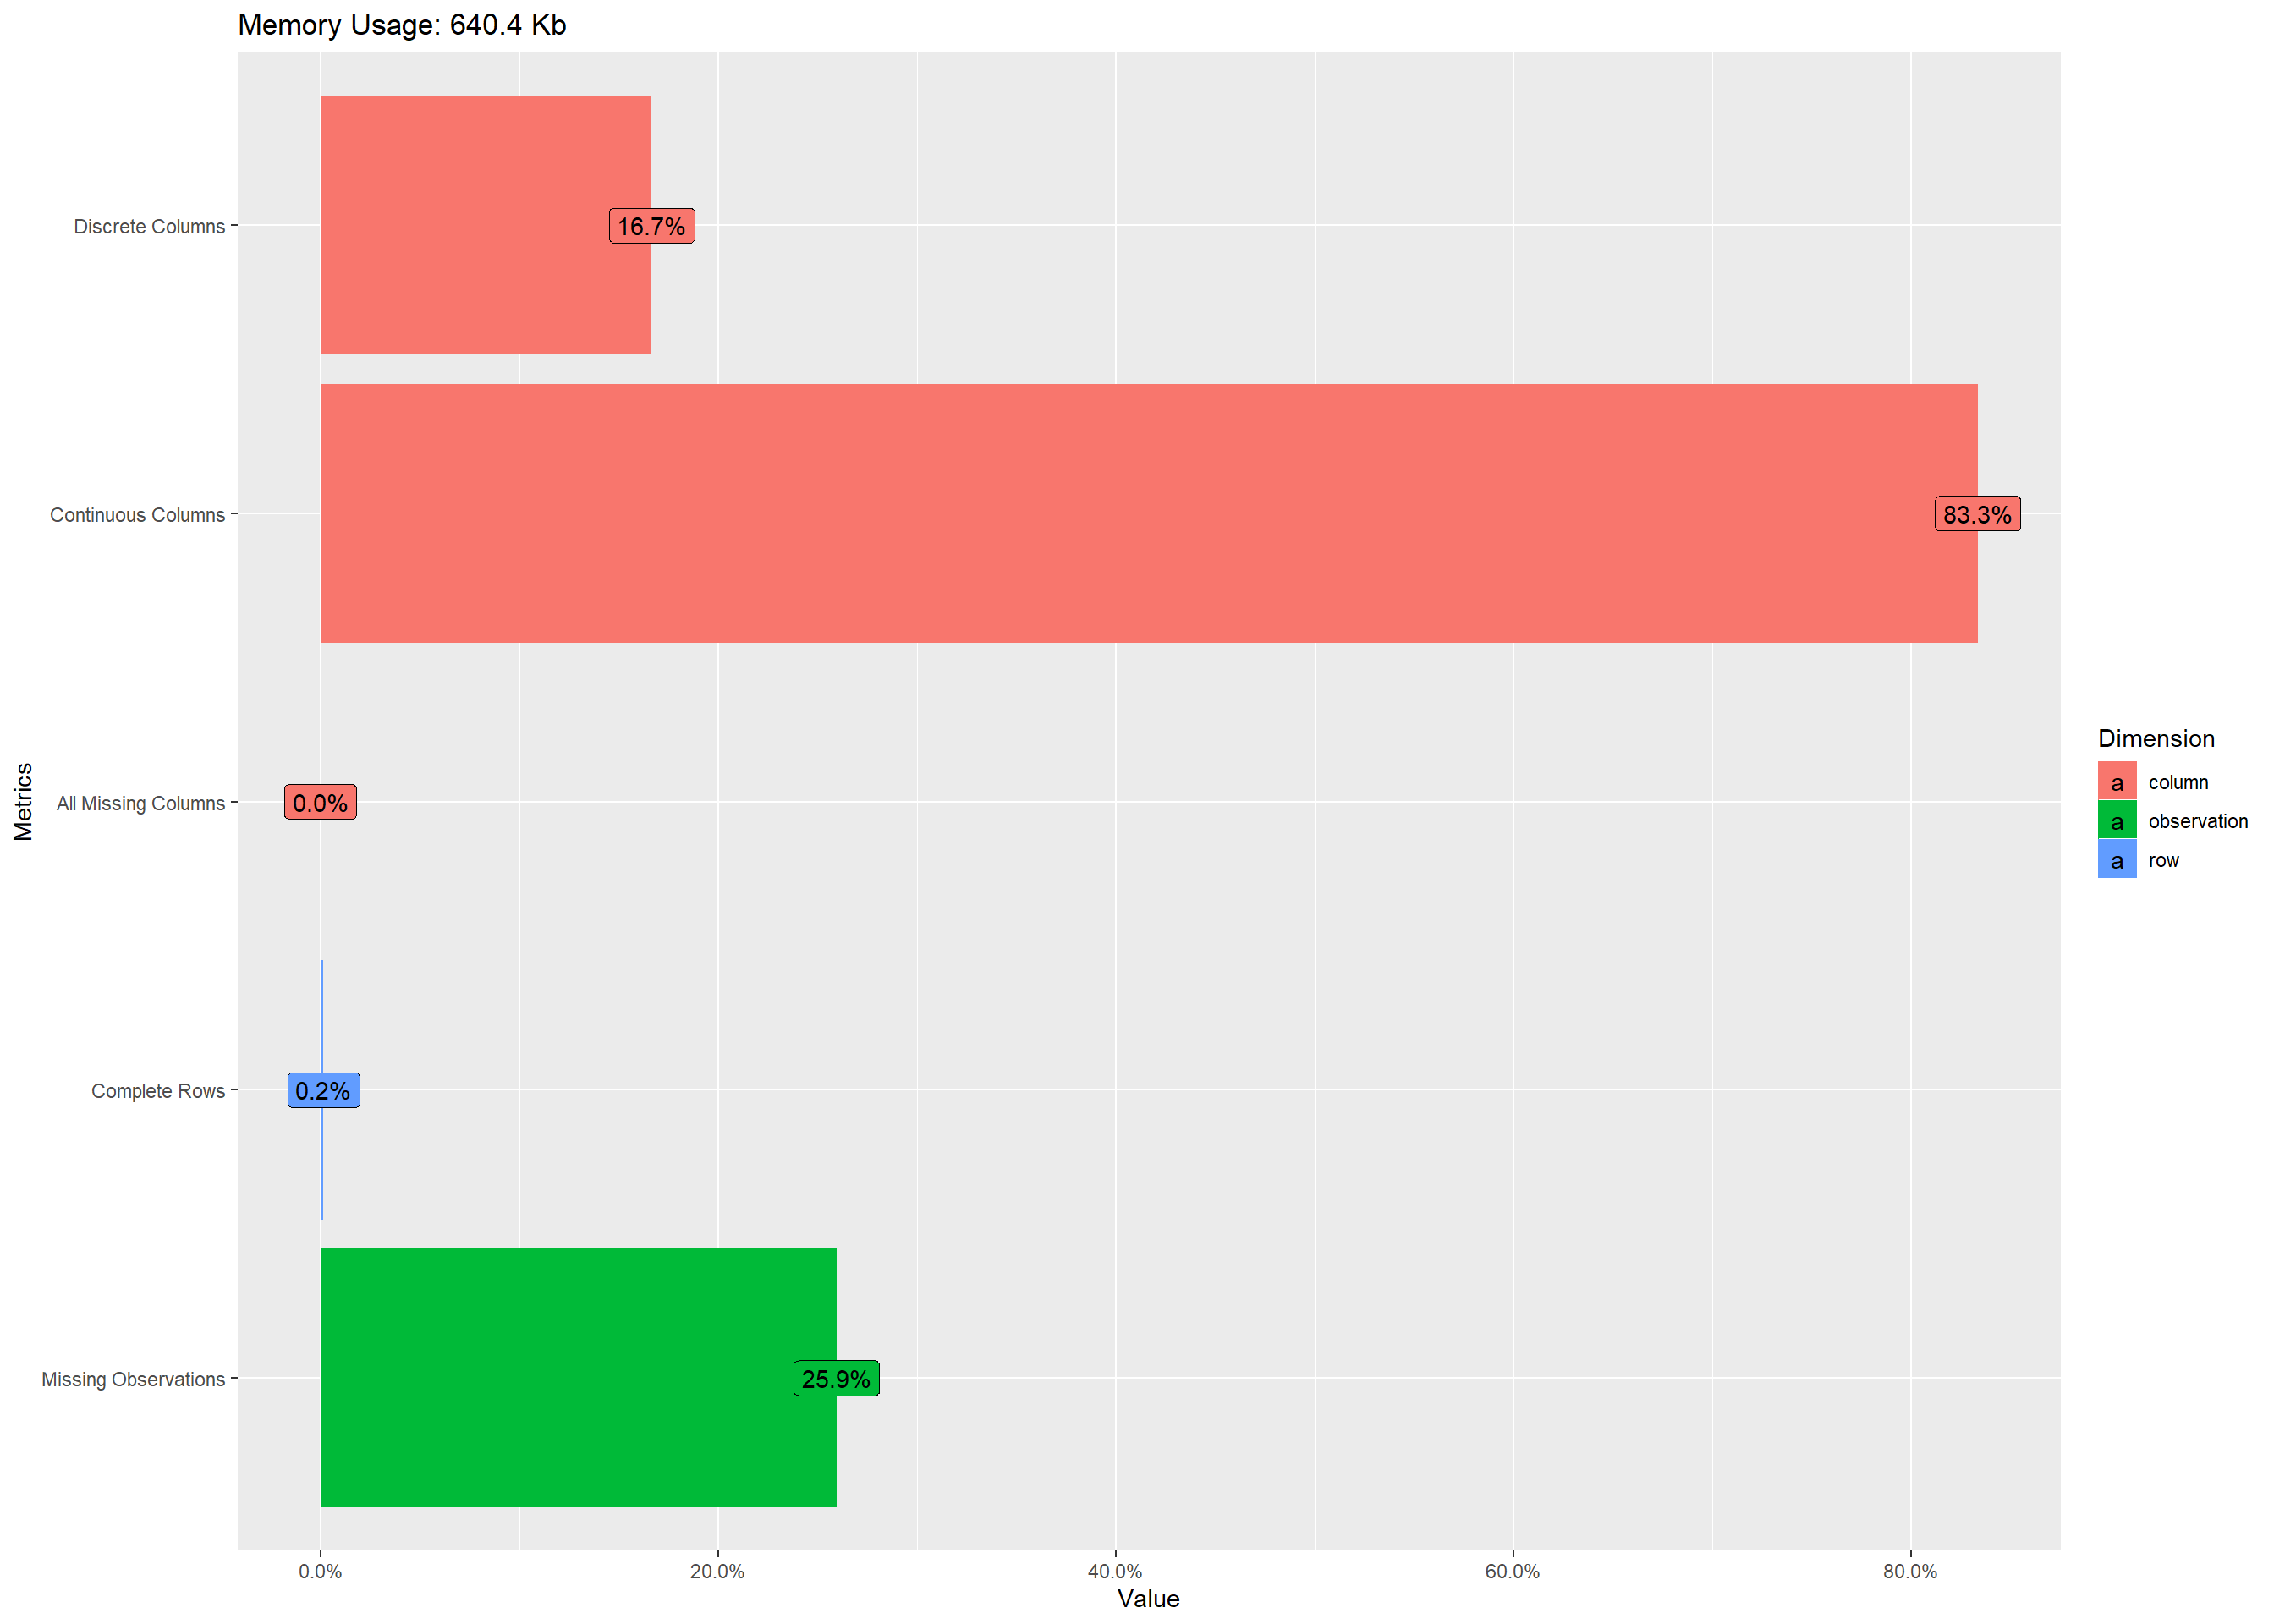 Memory Usage: 640.4 Kb
Discrete Columns
16.7%
Continuous Columns
83.3%
All Missing Columns
0.0%
Complete Rows
0.2%
Missing Observations
25.9%
Metrics
0.0%
20.0%
40.0%
60.0%
80.0%
Value
Dimension
a column
a observation
a row